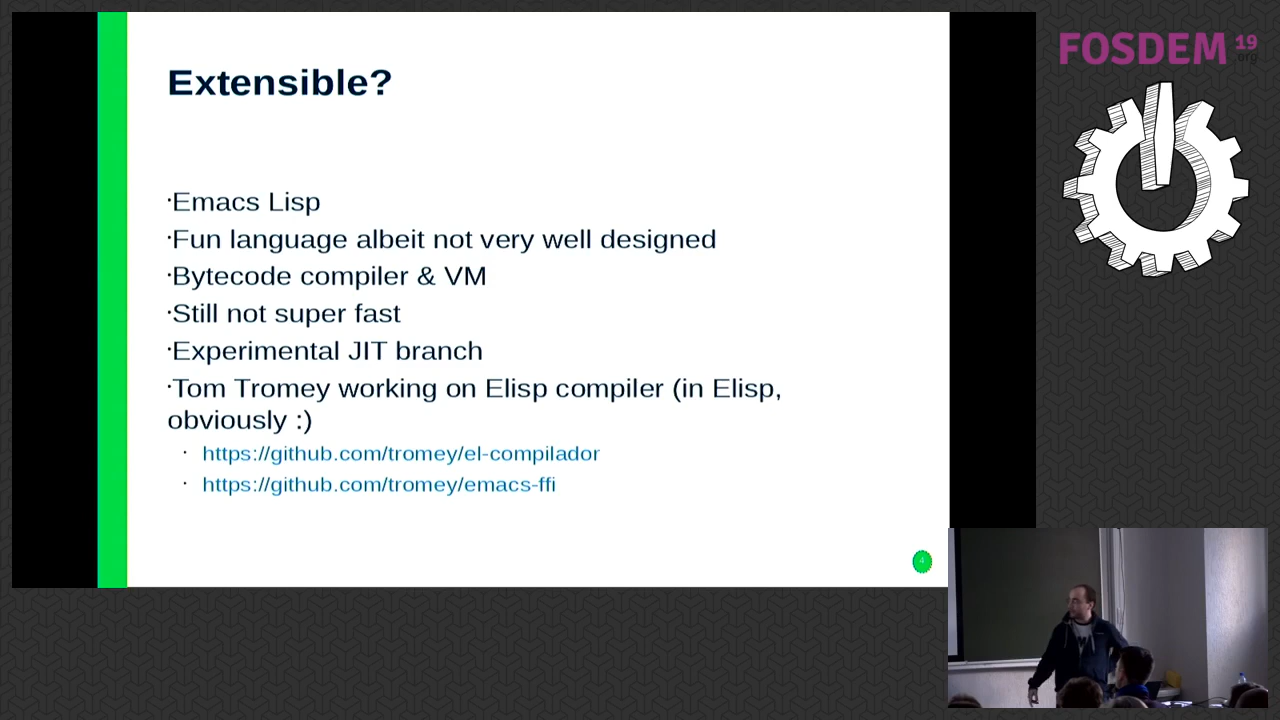 FOSDEM 19
.org
Extensible?
·Emacs Lisp
·Fun language albeit not very well designed
·Bytecode compiler & VM
·Still not super fast
·Experimental JIT branch
·Tom Tromey working on Elisp compiler (in Elisp,
obviously :)
· https://github.com/tromey/el-compilador
· https://github.com/tromey/emacs-ffi
4